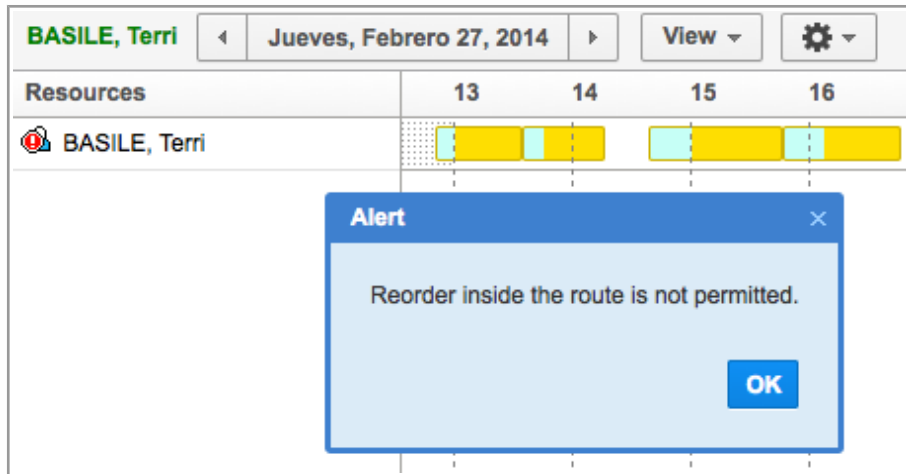 BASILE, Terri Jueves, Febrero 27, 2014 View
Resources 13 14 15 16
BASILE, Terri
Alert
Reorder inside the route is not permitted.
OK